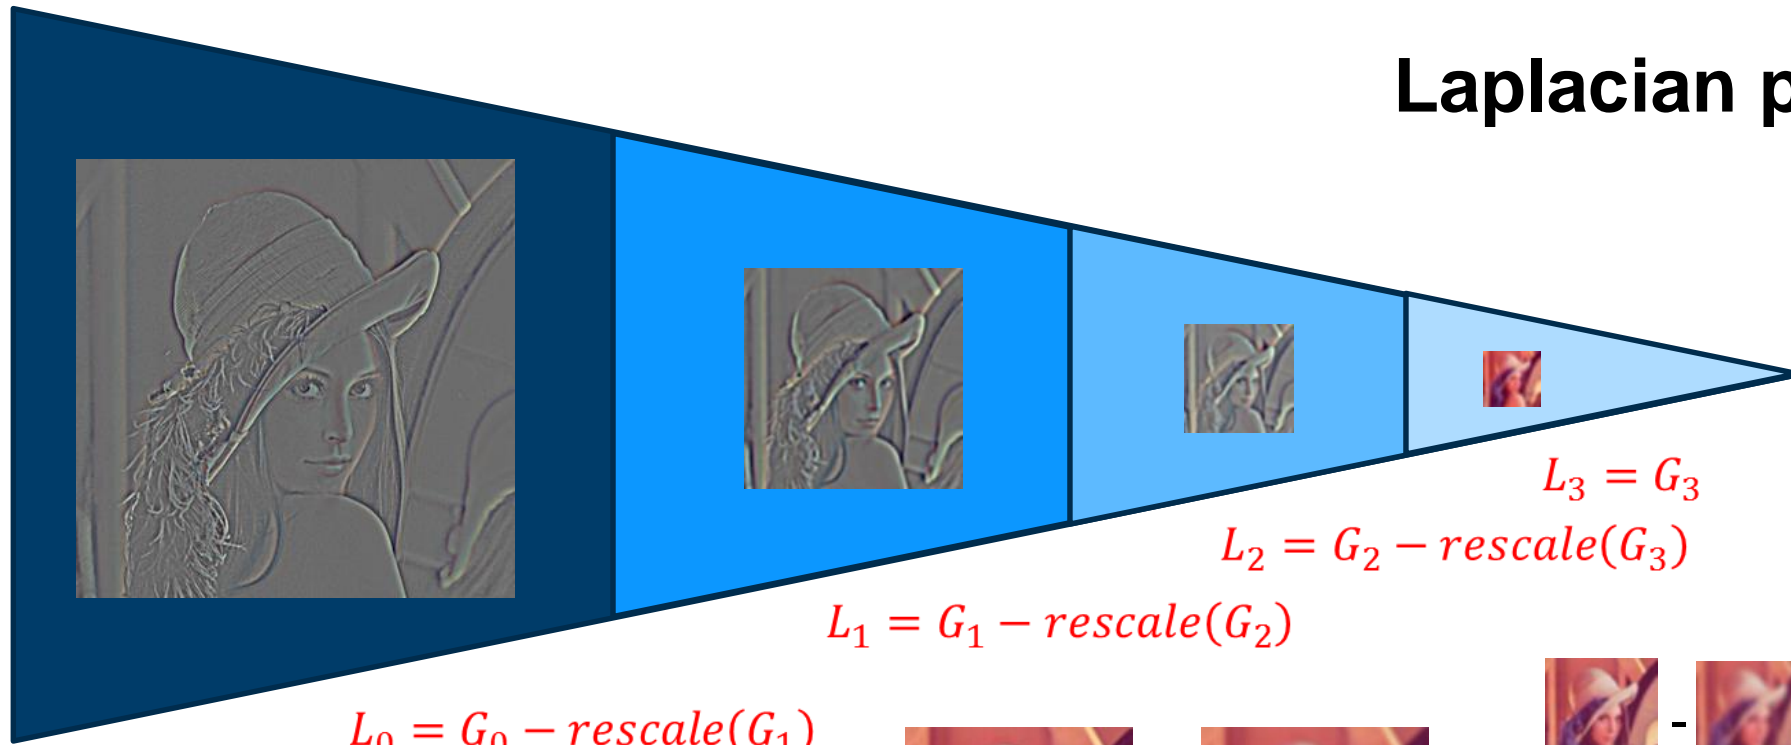 Laplacian p
L₃ = G₃
L₂ = G₂ − rescale(G₃)
L₁ = G₁ − rescale(G₂)
L₀ = G₀ − rescale(G₁)
-